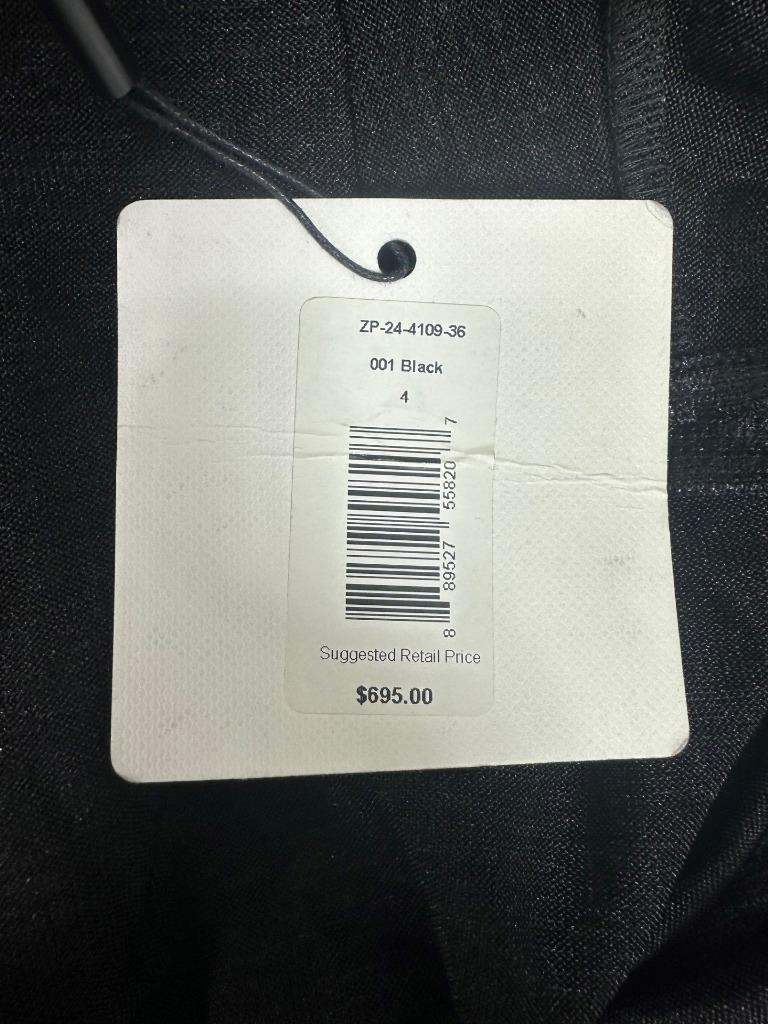 ZP-24-4109-36
001 Black
4
8 89527 55820 7
Suggested Retail Price
$695.00